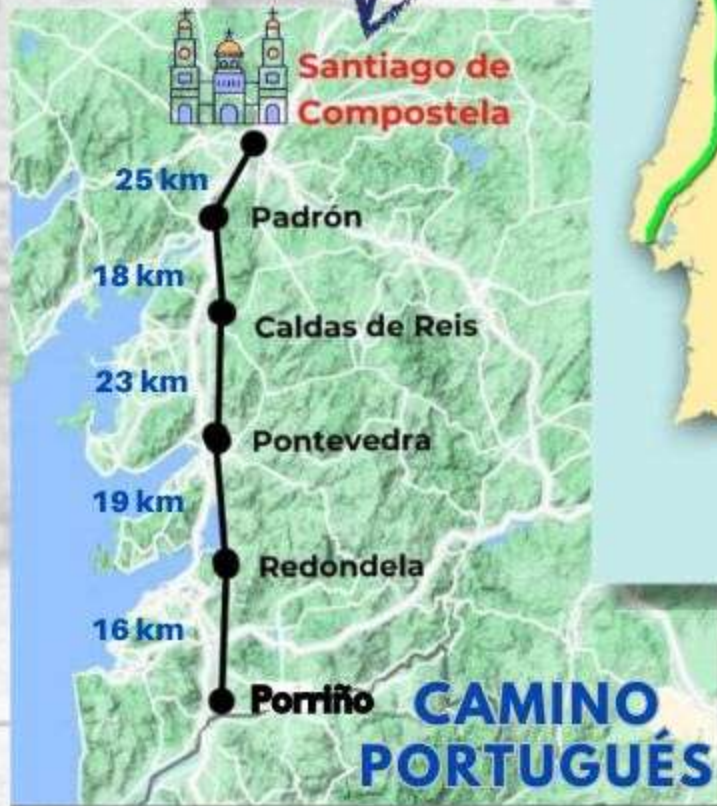 Santiago de
Compostela
25 km
Padrón
18 km
Caldas de Reis
23 km
Pontevedra
19 km
Redondela
16 km
Porriño
CAMINO
PORTUGUÉS